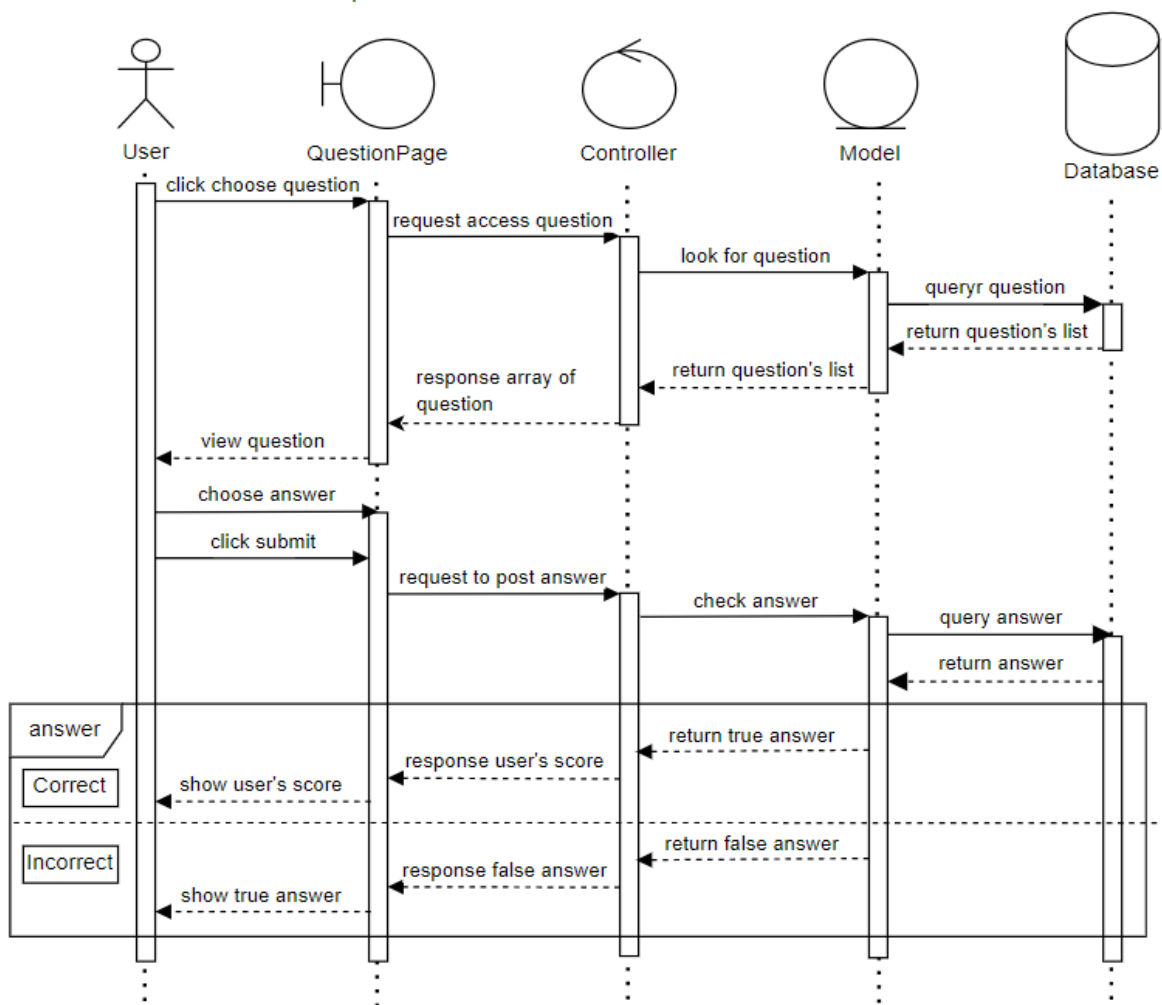 User
QuestionPage
Controller
Model
Database
click choose question
request access question
look for question
queryr question
return question's list
return question's list
response array of
question
view question
choose answer
click submit
request to post answer
check answer
query answer
return answer
answer
return true answer
response user's score
Correct
show user's score
return false answer
Incorrect
response false answer
show true answer